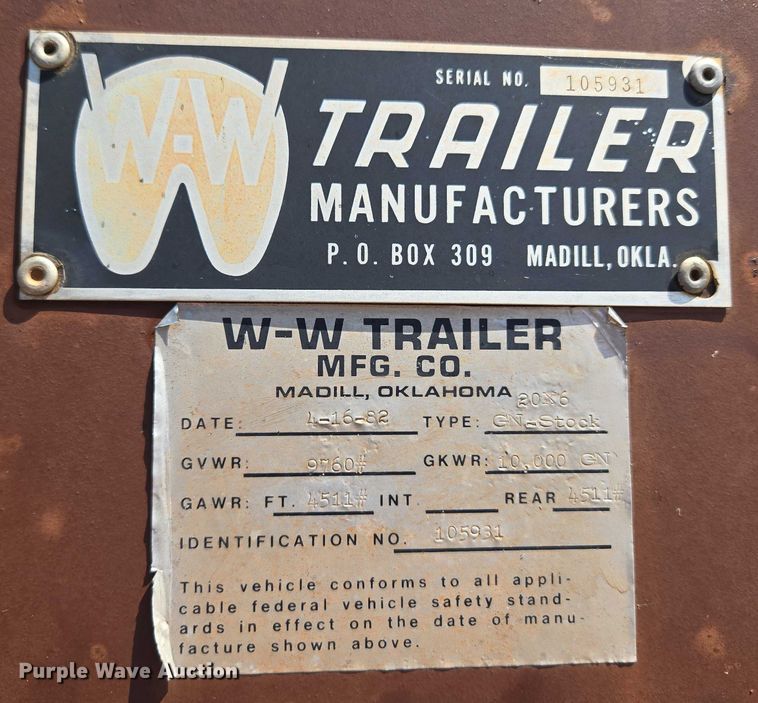 W-W
SERIAL NO. 105931
TRAILER
MANUFACTURERS
P.O. BOX 309 MADILL, OKLA.
W-W TRAILER
MFG. CO.
MADILL, OKLAHOMA
20X6
DATE: 4-16-82 TYPE: GN-Stock
GVWR: 9760# GKWR: 10,000 GN
GAWR: FT. 4511# INT. REAR 4511#
IDENTIFICATION NO. 105931
This vehicle conforms to all appli-
cable federal vehicle safety stand-
ards in effect on the date of manu-
facture shown above.
Purple Wave Auction